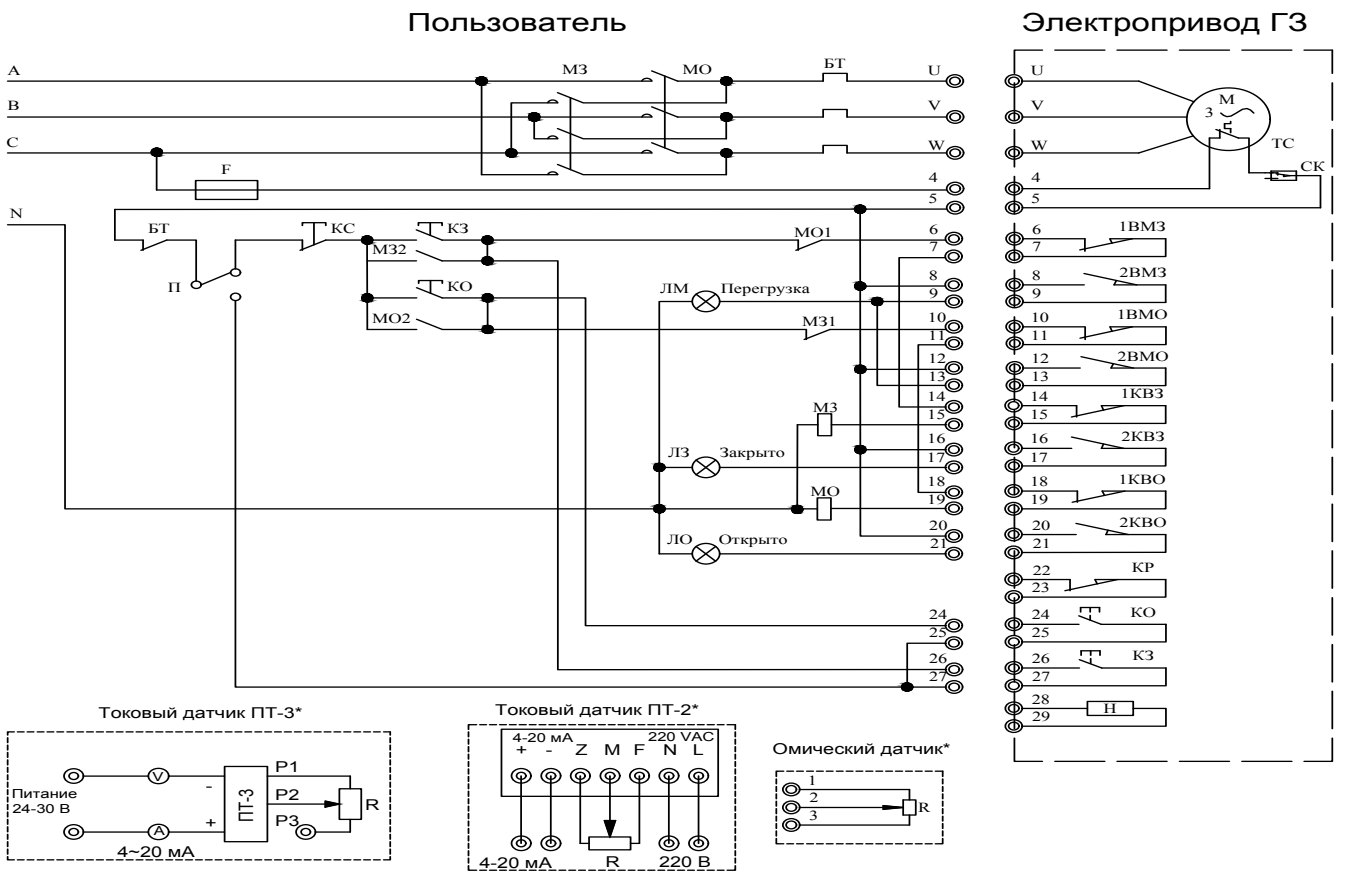 Пользователь
Электропривод ГЗ
A
МЗ
МО
БТ
U
U
B
V
V
М
3
C
W
W
ТС
F
4
4
СК
5
5
N
БТ
КС
КЗ
МО1
6
6
1ВМЗ
МЗ2
7
7
П
КО
ЛМ
Перегрузка
8
8
2ВМЗ
9
9
МО2
МЗ1
10
10
1ВМО
11
11
12
12
2ВМО
13
13
14
14
1КВЗ
МЗ
15
15
16
16
2КВЗ
ЛЗ
Закрыто
17
17
18
18
1КВО
МО
19
19
20
20
2КВО
ЛО
Открыто
21
21
22
КР
23
24
24
КО
25
25
26
26
КЗ
27
27
28
Н
29
Токовый датчик ПТ-3*
Питание
24-30 В
V
A
-
+
ПТ-3
P1
P2
P3
R
4~20 мА
Токовый датчик ПТ-2*
4-20 мА
220 VAC
+ - Z M F N L
4-20 мА
R
220 В
Омический датчик*
1
2
3
R